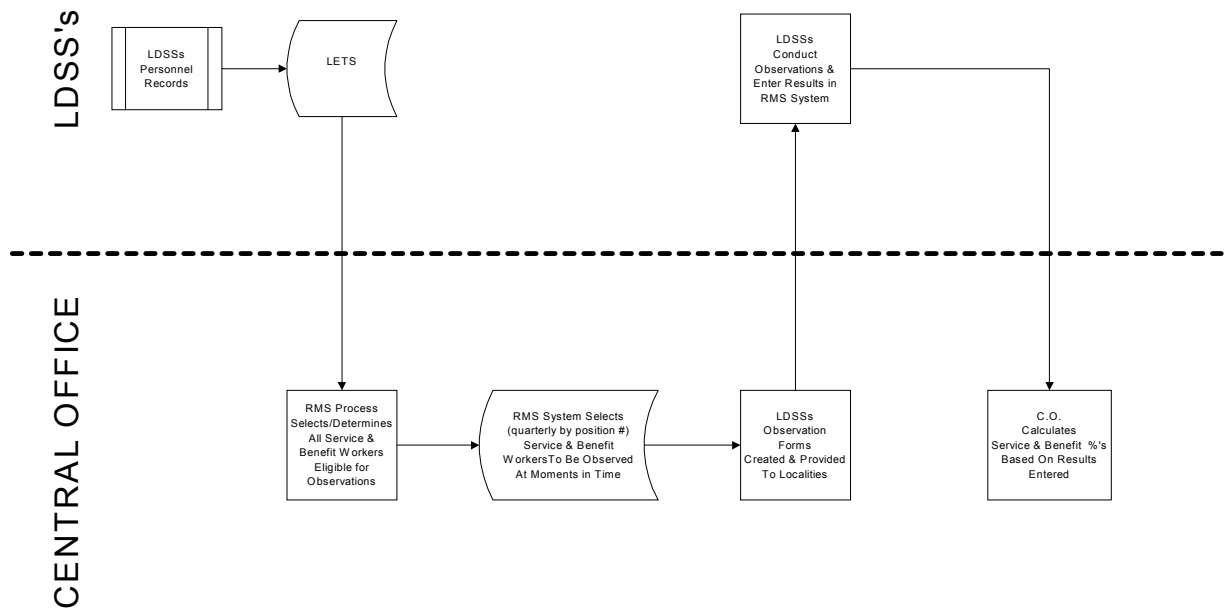 LDSS's
LDSSs
Personnel
Records
LETS
LDSSs
Conduct
Observations &
Enter Results in
RMS System
CENTRAL OFFICE
RMS Process
Selects/Determines
All Service &
Benefit Workers
Eligible for
Observations
RMS System Selects
(quarterly by position #)
Service & Benefit
WorkersTo Be Observed
At Moments in Time
LDSSs
Observation
Forms
Created & Provided
To Localities
C.O.
Calculates
Service & Benefit %'s
Based On Results
Entered